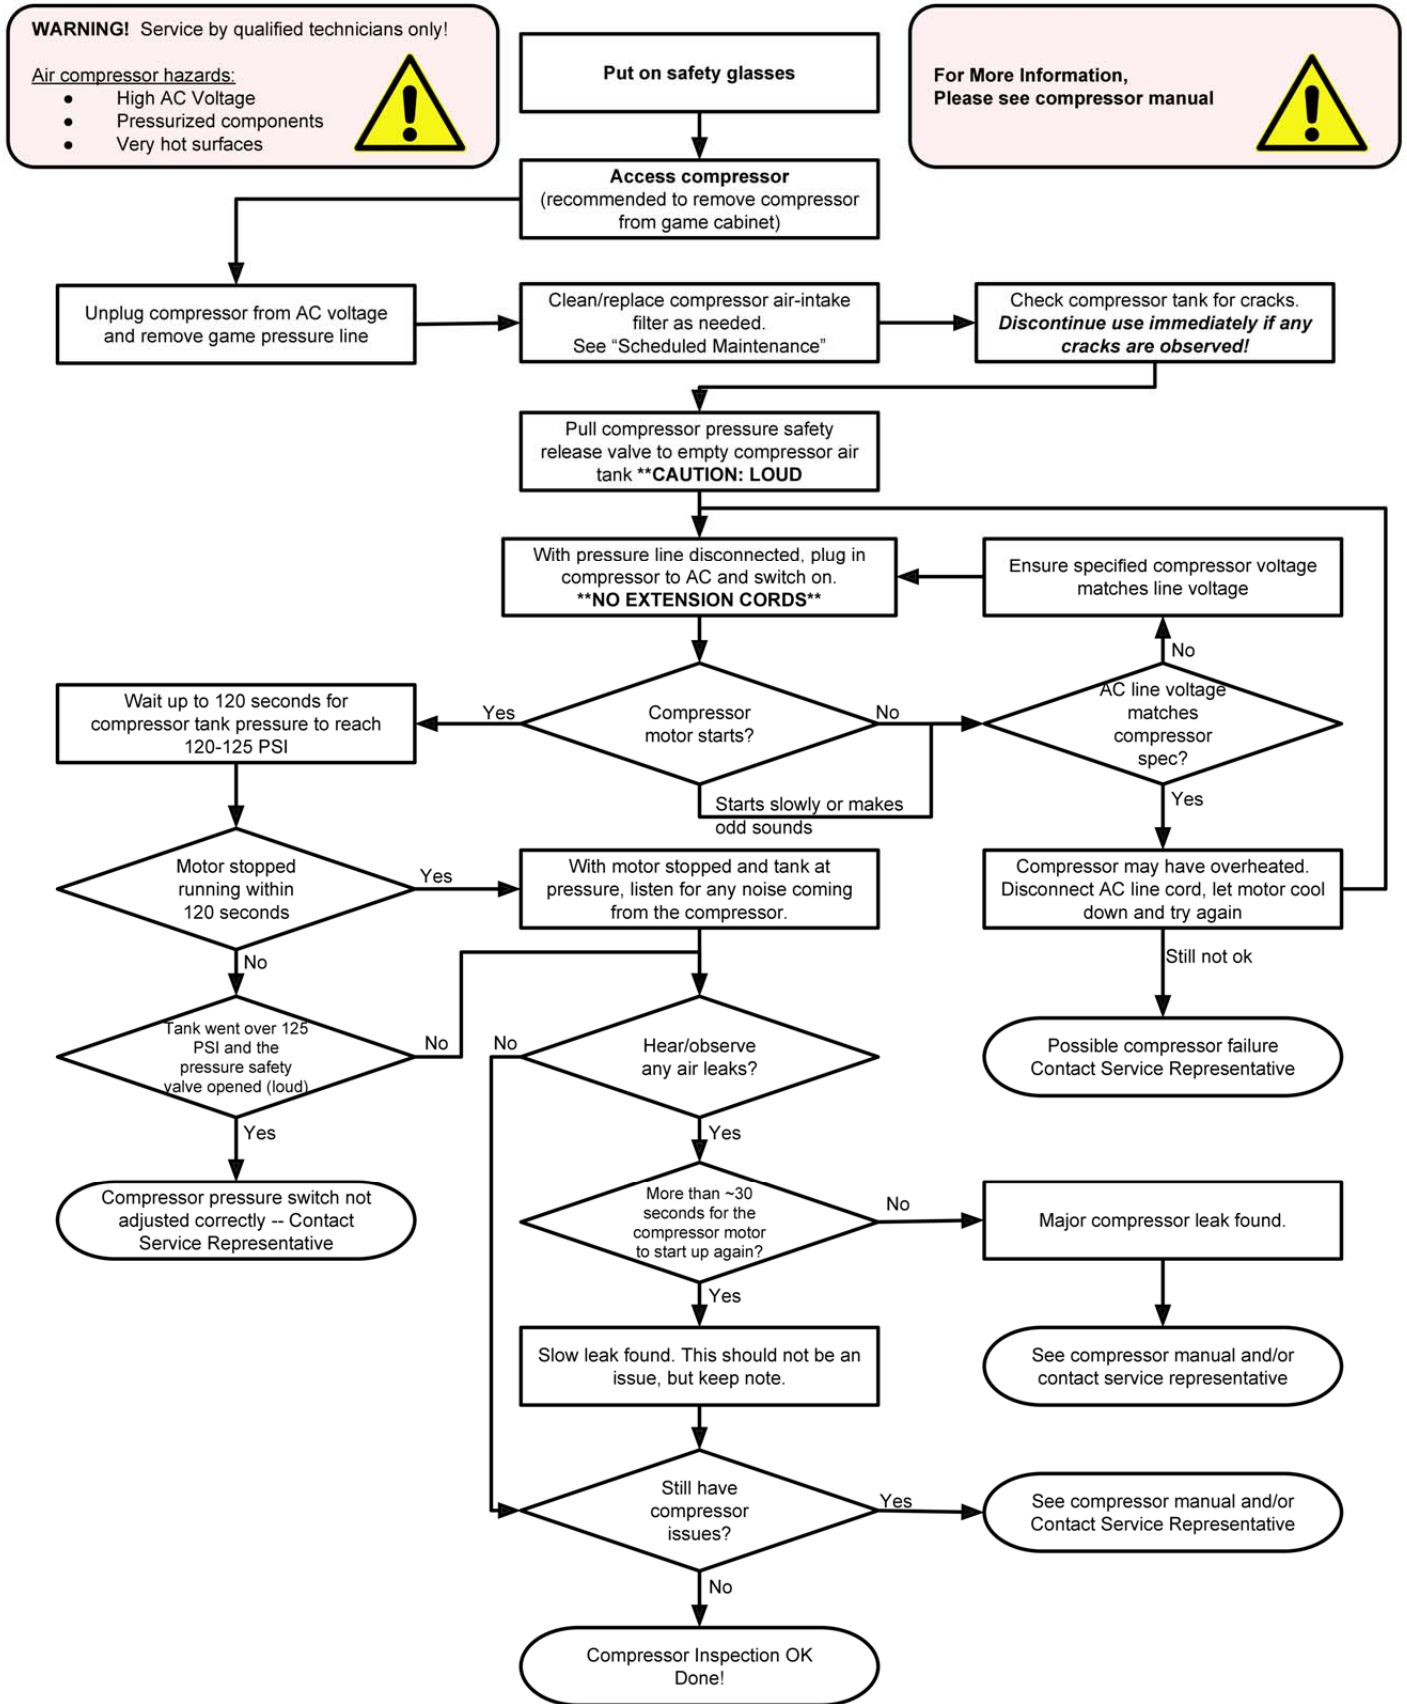 WARNING! Service by qualified technicians only!
Air compressor hazards:
● High AC Voltage
● Pressurized components
● Very hot surfaces
Put on safety glasses
For More Information,
Please see compressor manual
Access compressor
(recommended to remove compressor
from game cabinet)
Unplug compressor from AC voltage
and remove game pressure line
Clean/replace compressor air-intake
filter as needed.
See “Scheduled Maintenance”
Check compressor tank for cracks.
Discontinue use immediately if any
cracks are observed!
Pull compressor pressure safety
release valve to empty compressor air
tank **CAUTION: LOUD
With pressure line disconnected, plug in
compressor to AC and switch on.
**NO EXTENSION CORDS**
Ensure specified compressor voltage
matches line voltage
No
Wait up to 120 seconds for
compressor tank pressure to reach
120-125 PSI
Yes
Compressor
motor starts?
No
AC line voltage
matches
compressor
spec?
Starts slowly or makes
odd sounds
Yes
Motor stopped
running within
120 seconds
Yes
With motor stopped and tank at
pressure, listen for any noise coming
from the compressor.
Compressor may have overheated.
Disconnect AC line cord, let motor cool
down and try again
No
Still not ok
Tank went over 125
PSI and the
pressure safety
valve opened (loud)
No
No
Hear/observe
any air leaks?
Possible compressor failure
Contact Service Representative
Yes
Yes
Compressor pressure switch not
adjusted correctly -- Contact
Service Representative
More than ~30
seconds for the
compressor motor
to start up again?
No
Major compressor leak found.
Yes
Slow leak found. This should not be an
issue, but keep note.
See compressor manual and/or
contact service representative
Still have
compressor
issues?
Yes
See compressor manual and/or
Contact Service Representative
No
Compressor Inspection OK
Done!